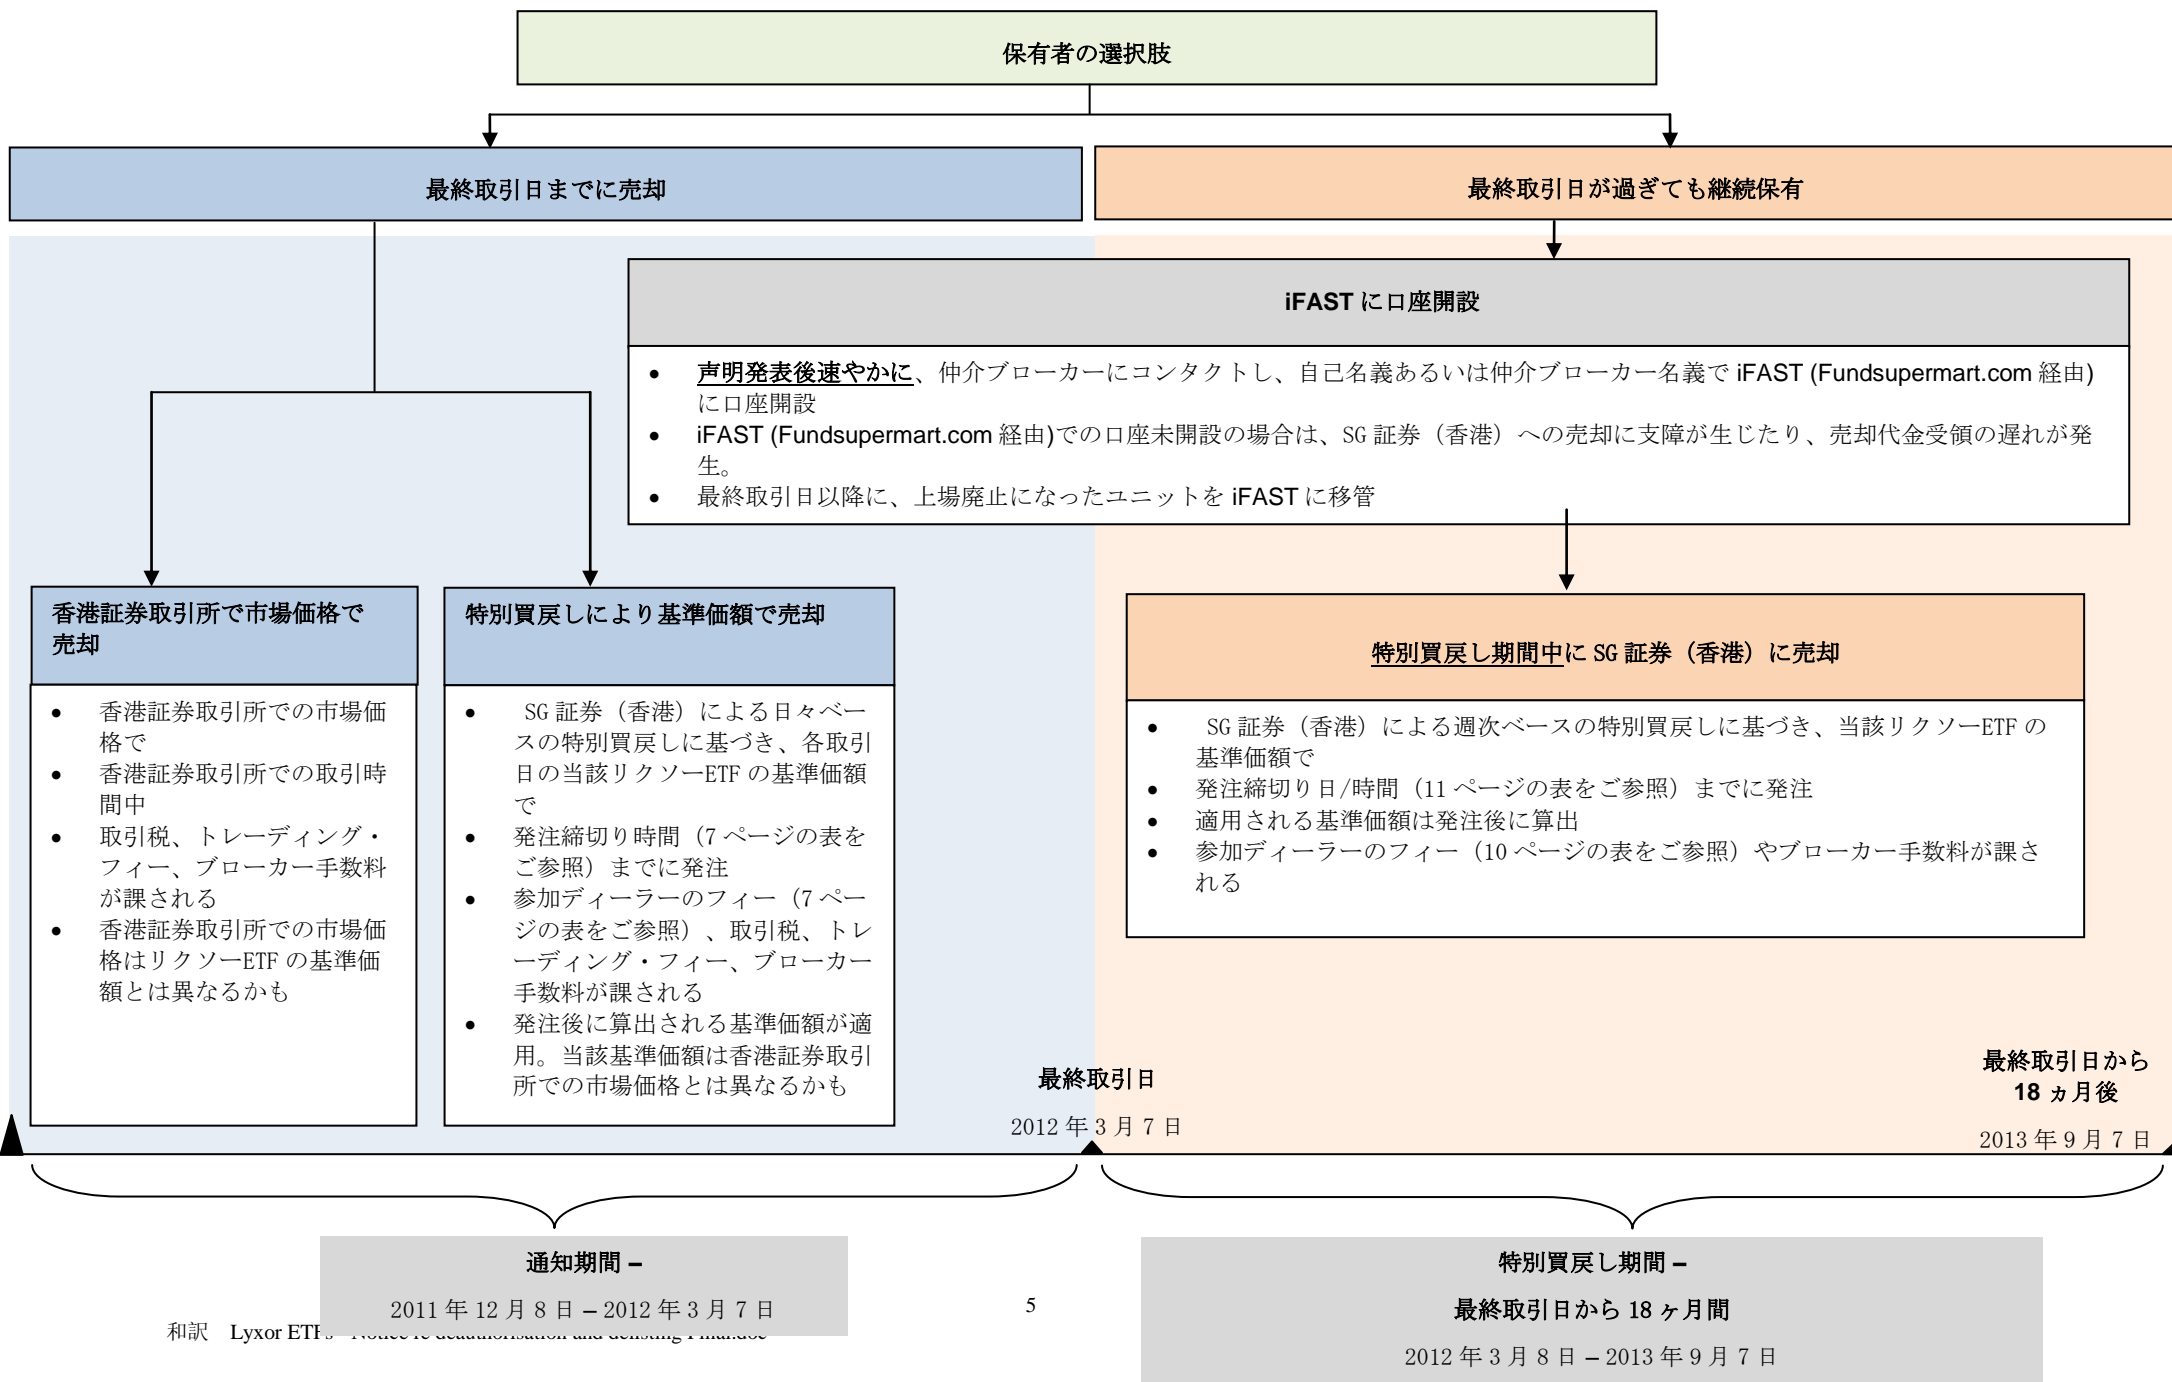 保有者の選択肢
最終取引日までに売却
最終取引日が過ぎても継続保有
iFAST に口座開設
• 声明発表後速やかに、仲介ブローカーにコンタクトし、自己名義あるいは仲介ブローカー名義で iFAST (Fundsupermart.com 経由)
に口座開設
• iFAST (Fundsupermart.com 経由)での口座未開設の場合は、SG 証券（香港）への売却に支障が生じたり、売却代金受領の遅れが発
生。
• 最終取引日以降に、上場廃止になったユニットを iFAST に移管
香港証券取引所で市場価格で
売却
• 香港証券取引所での市場価
格で
• 香港証券取引所での取引時
間中
• 取引税、トレーディング・
フィー、ブローカー手数料
が課される
• 香港証券取引所での市場価
格はリクソーETF の基準価
額とは異なるかも
特別買戻しにより基準価額で売却
• SG 証券（香港）による日々ベー
スの特別買戻しに基づき、各取引
日の当該リクソーETF の基準価額
で
• 発注締切り時間（7 ページの表を
ご参照）までに発注
• 参加ディーラーのフィー（7 ペー
ジの表をご参照）、取引税、トレ
ーディング・フィー、ブローカー
手数料が課される
• 発注後に算出される基準価額が適
用。当該基準価額は香港証券取引
所での市場価格とは異なるかも
特別買戻し期間中に SG 証券（香港）に売却
• SG 証券（香港）による週次ベースの特別買戻しに基づき、当該リクソーETF の
基準価額で
• 発注締切り日/時間（11 ページの表をご参照）までに発注
• 適用される基準価額は発注後に算出
• 参加ディーラーのフィー（10 ページの表をご参照）やブローカー手数料が課さ
れる
最終取引日
2012 年 3 月 7 日
最終取引日から
18 ヵ月後
2013 年 9 月 7 日
通知期間 –
2011 年 12 月 8 日 – 2012 年 3 月 7 日
特別買戻し期間 –
最終取引日から 18 ヶ月間
2012 年 3 月 8 日 – 2013 年 9 月 7 日
5
和訳 Lyxor